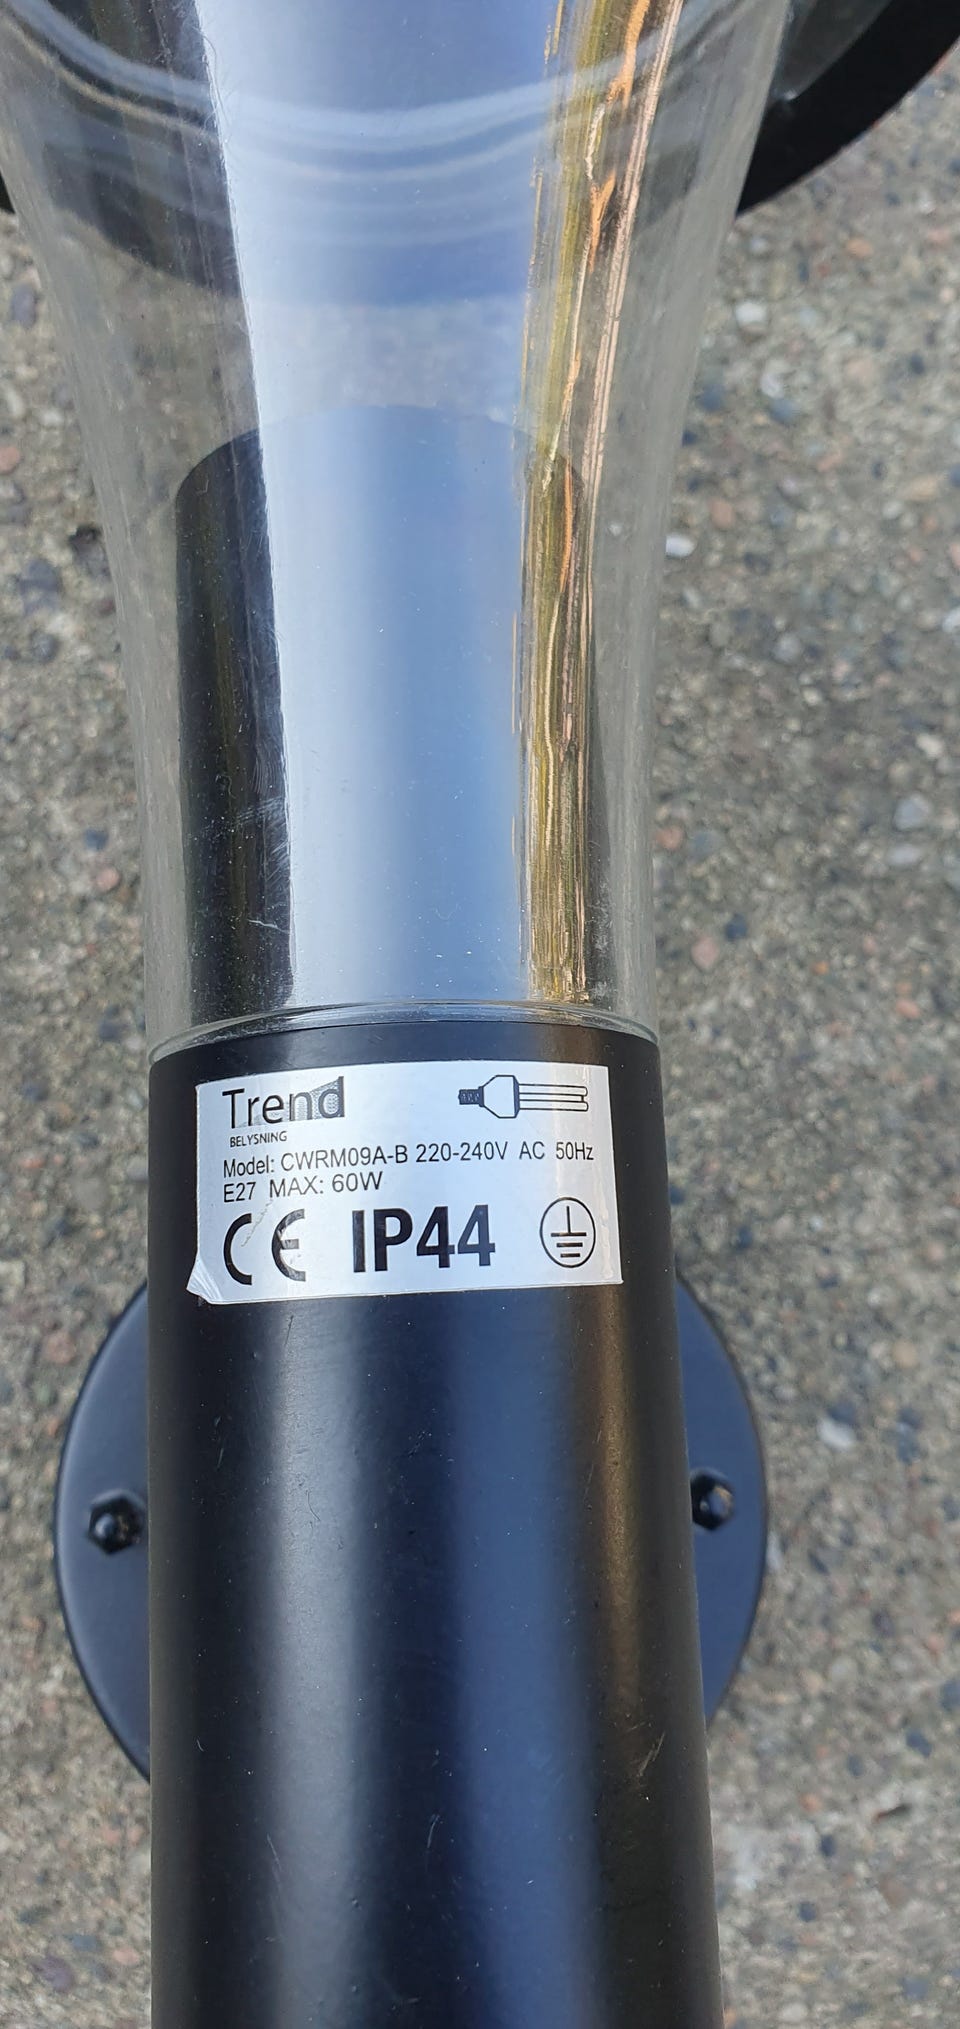 Trend
BELYSNING
Model: CWRM09A-B 220-240V AC 50Hz
E27 MAX: 60W
CE IP44